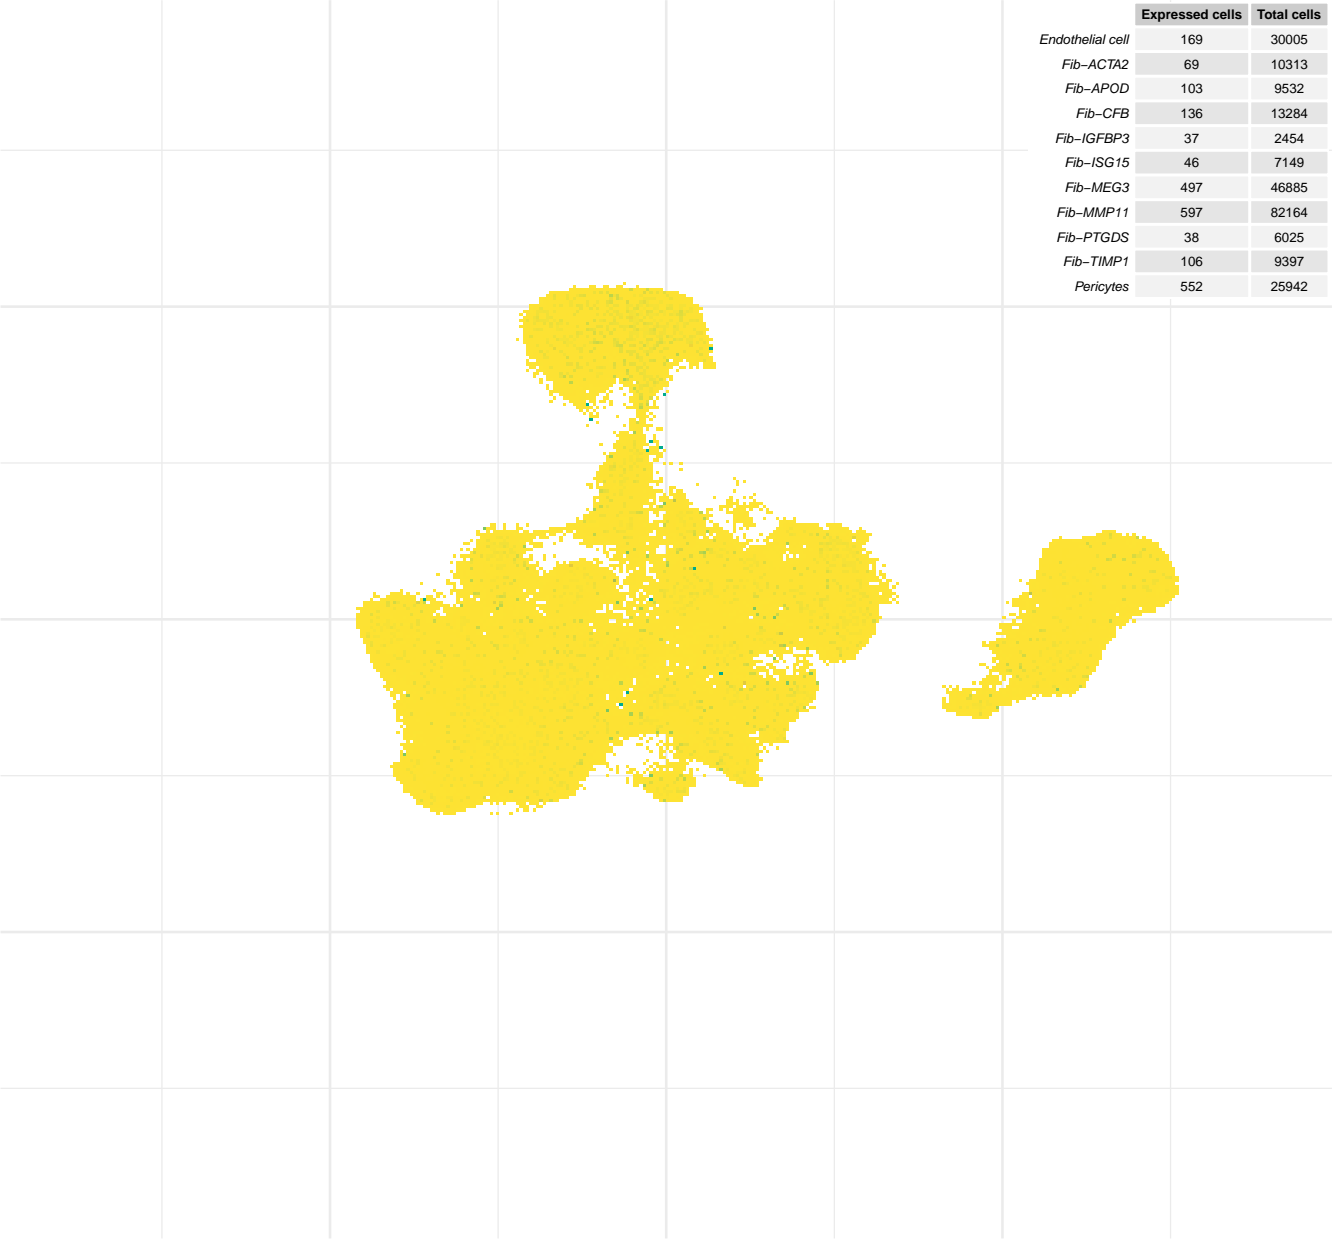 Expressed cells Total cells
Endothelial cell 169 30005
Fib−ACTA2 69 10313
Fib−APOD 103 9532
Fib−CFB 136 13284
Fib−IGFBP3 37 2454
Fib−ISG15 46 7149
Fib−MEG3 497 46885
Fib−MMP11 597 82164
Fib−PTGDS 38 6025
Fib−TIMP1 106 9397
Pericytes 552 25942